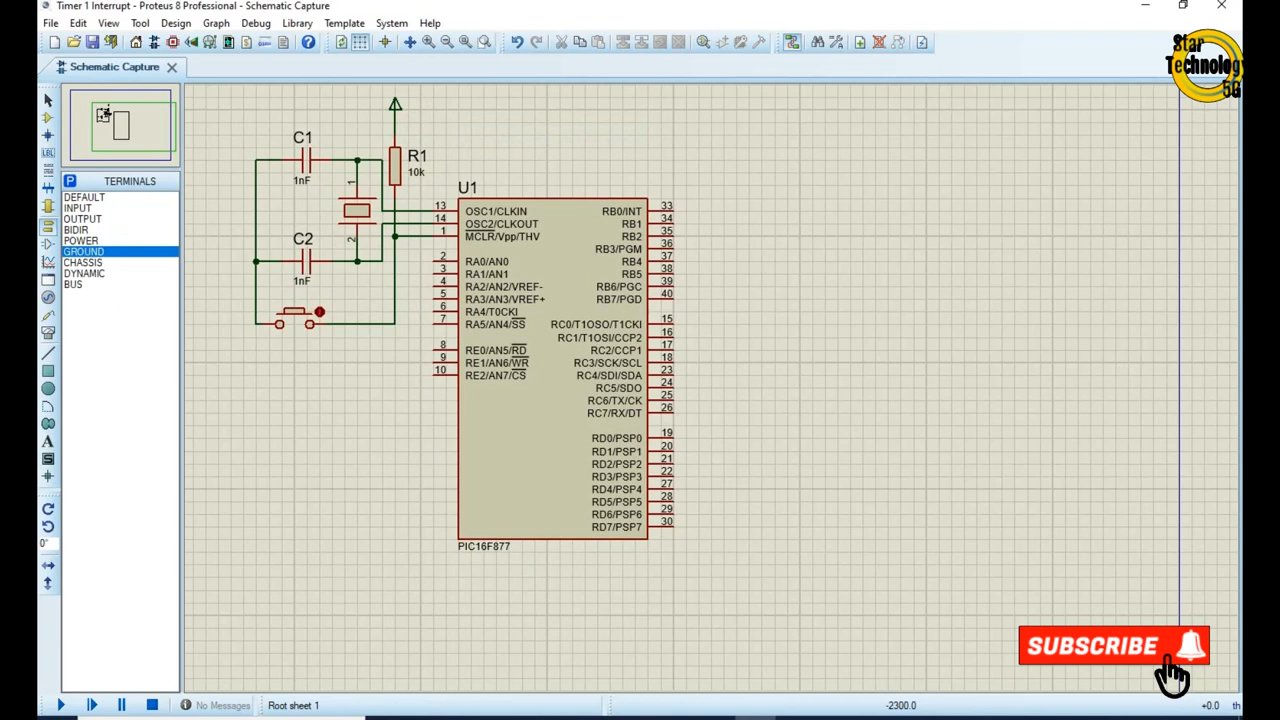 Timer 1 Interrupt - Proteus 8 Professional - Schematic Capture
File Edit View Tool Graph Design Debug Library Template System Help
Schematic Capture
Star
Technology
5G
P TERMINALS
DEFAULT
INPUT
OUTPUT
BIDIR
POWER
GROUND
CHASSIS
DYNAMIC
BUS
LBL
A
S
0°
C1
1nF
1
2
C2
1nF
R1
10k
U1
13 OSC1/CLKIN
14 OSC2/CLKOUT
1 MCLR/Vpp/THV
2 RA0/AN0
3 RA1/AN1
4 RA2/AN2/VREF-
5 RA3/AN3/VREF+
6 RA4/T0CKI
7 RA5/AN4/SS
8 RE0/AN5/RD
9 RE1/AN6/WR
10 RE2/AN7/CS
RB0/INT 33
RB1 34
RB2 35
RB3/PGM 36
RB4 37
RB5 38
RB6/PGC 39
RB7/PGD 40
RC0/T1OSO/T1CKI 15
RC1/T1OSI/CCP2 16
RC2/CCP1 17
RC3/SCK/SCL 18
RC4/SDI/SDA 23
RC5/SDO 24
RC6/TX/CK 25
RC7/RX/DT 26
RD0/PSP0 19
RD1/PSP1 20
RD2/PSP2 21
RD3/PSP3 22
RD4/PSP4 27
RD5/PSP5 28
RD6/PSP6 29
RD7/PSP7 30
PIC16F877
SUBSCRIBE
No Messages
Root sheet 1
-2300.0
+0.0
th